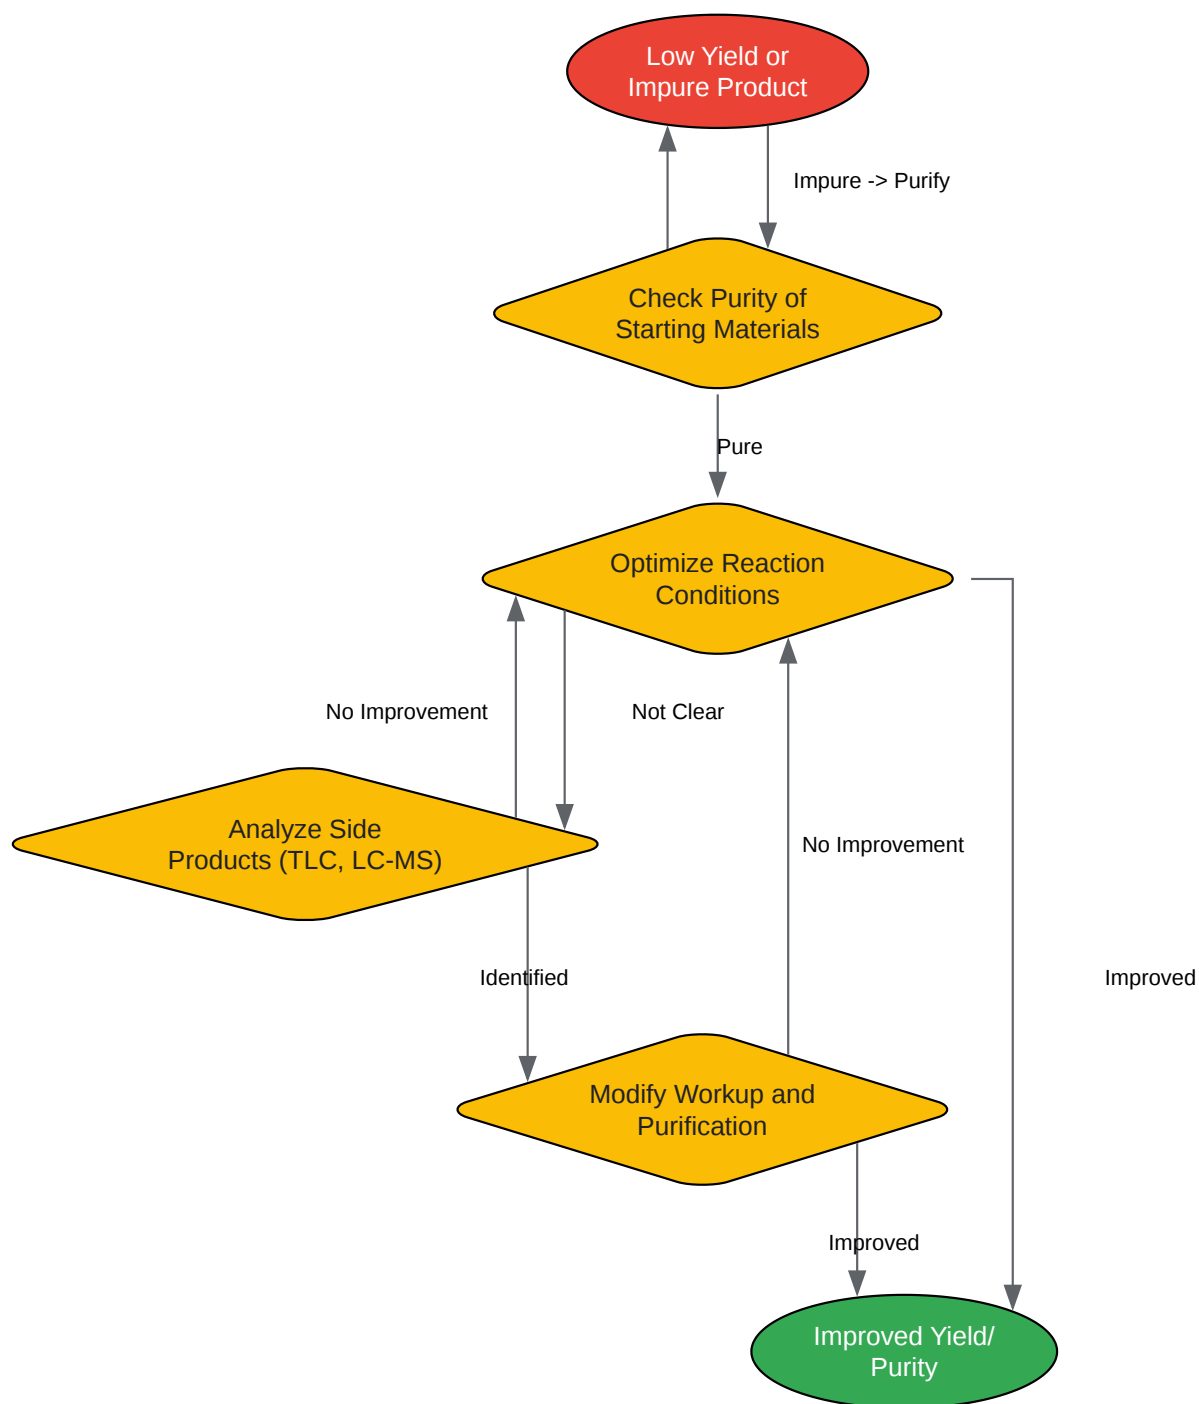 Low Yield or
Impure Product
Impure -> Purify
Check Purity of
Starting Materials
Pure
Optimize Reaction
Conditions
No Improvement
Not Clear
Analyze Side
Products (TLC, LC-MS)
No Improvement
Identified
Improved
Modify Workup and
Purification
Improved
Improved Yield/
Purity